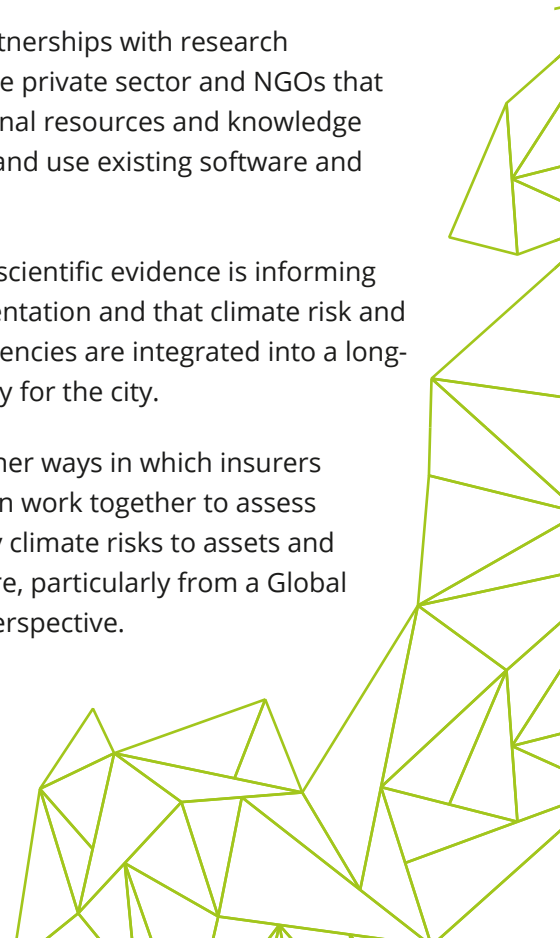 tnerships with research
e private sector and NGOs that
nal resources and knowledge
and use existing software and
scientific evidence is informing
entation and that climate risk and
encies are integrated into a long-
y for the city.
her ways in which insurers
n work together to assess
y climate risks to assets and
re, particularly from a Global
erspective.